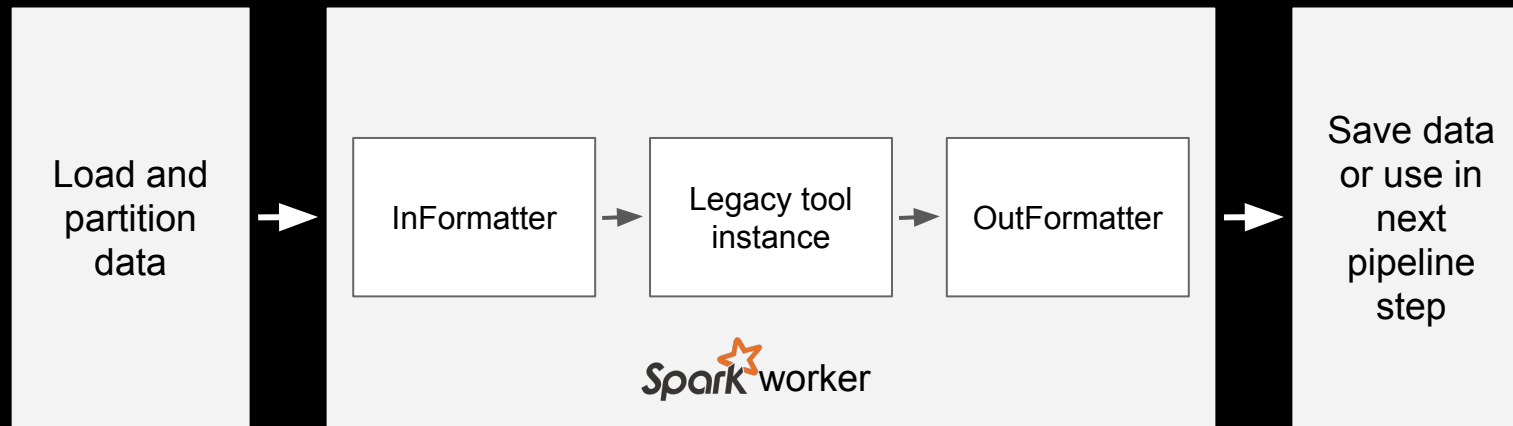 Load and
partition
data
InFormatter
Legacy tool
instance
OutFormatter
Spark worker
Save data
or use in
next
pipeline
step